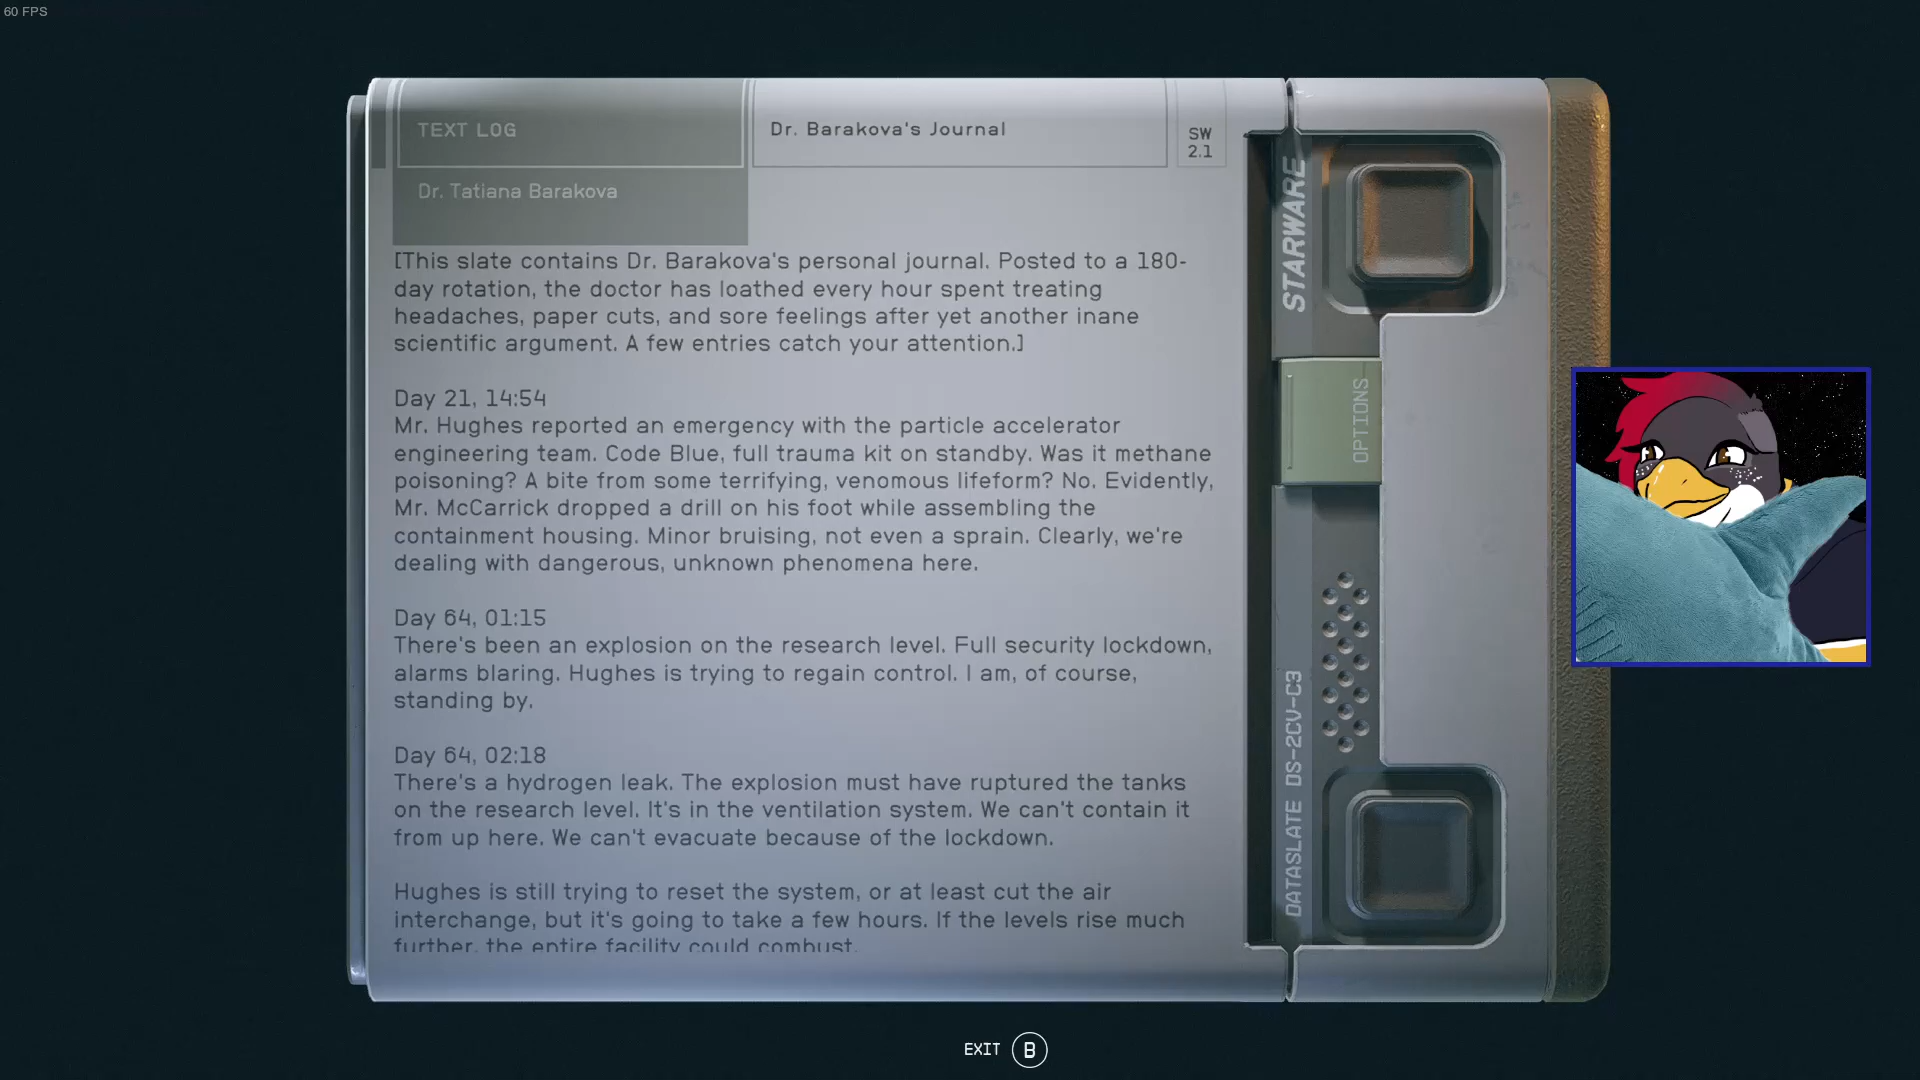 60 FPS
TEXT LOG
Dr. Barakova's Journal
SW
2.1
Dr. Tatiana Barakova
[This slate contains Dr. Barakova's personal journal. Posted to a 180-
day rotation, the doctor has loathed every hour spent treating
headaches, paper cuts, and sore feelings after yet another inane
scientific argument. A few entries catch your attention.]
Day 21, 14:54
Mr. Hughes reported an emergency with the particle accelerator
engineering team. Code Blue, full trauma kit on standby. Was it methane
poisoning? A bite from some terrifying, venomous lifeform? No. Evidently,
Mr. McCarrick dropped a drill on his foot while assembling the
containment housing. Minor bruising, not even a sprain. Clearly, we're
dealing with dangerous, unknown phenomena here.
Day 64, 01:15
There's been an explosion on the research level. Full security lockdown,
alarms blaring. Hughes is trying to regain control. I am, of course,
standing by.
Day 64, 02:18
There's a hydrogen leak. The explosion must have ruptured the tanks
on the research level. It's in the ventilation system. We can't contain it
from up here. We can't evacuate because of the lockdown.
Hughes is still trying to reset the system, or at least cut the air
interchange, but it's going to take a few hours. If the levels rise much
further, the entire facility could combust.
STARWARE
OPTIONS
DATASLATE DS-2CV-C3
EXIT B